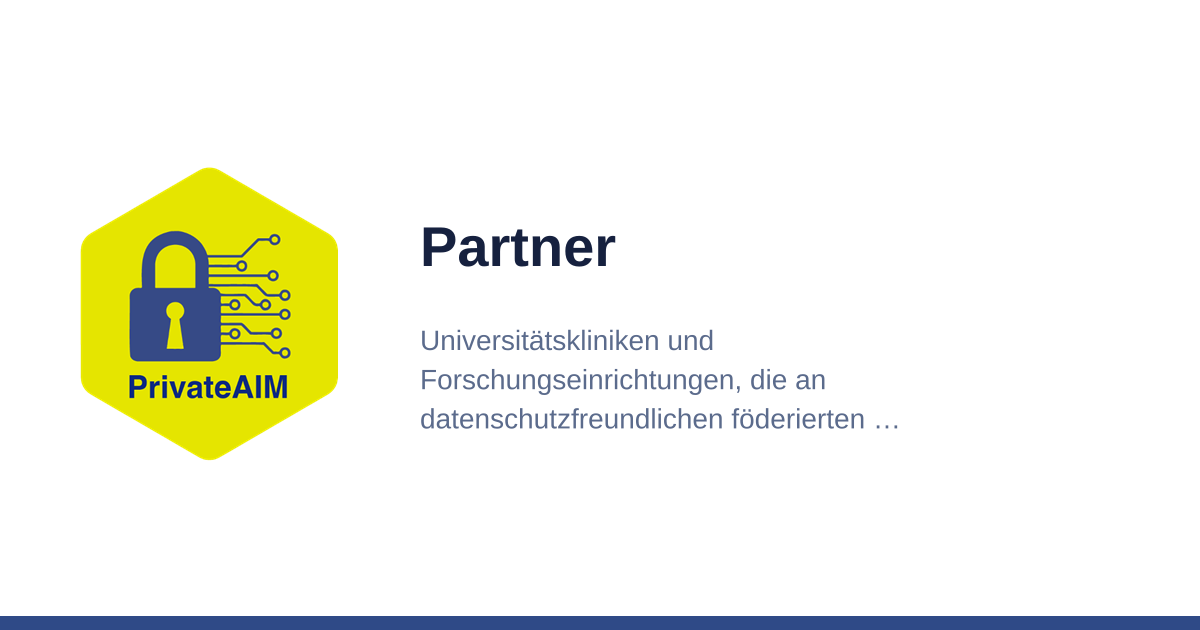 PrivateAIM
Partner
Universitätskliniken und
Forschungseinrichtungen, die an
datenschutzfreundlichen föderierten …